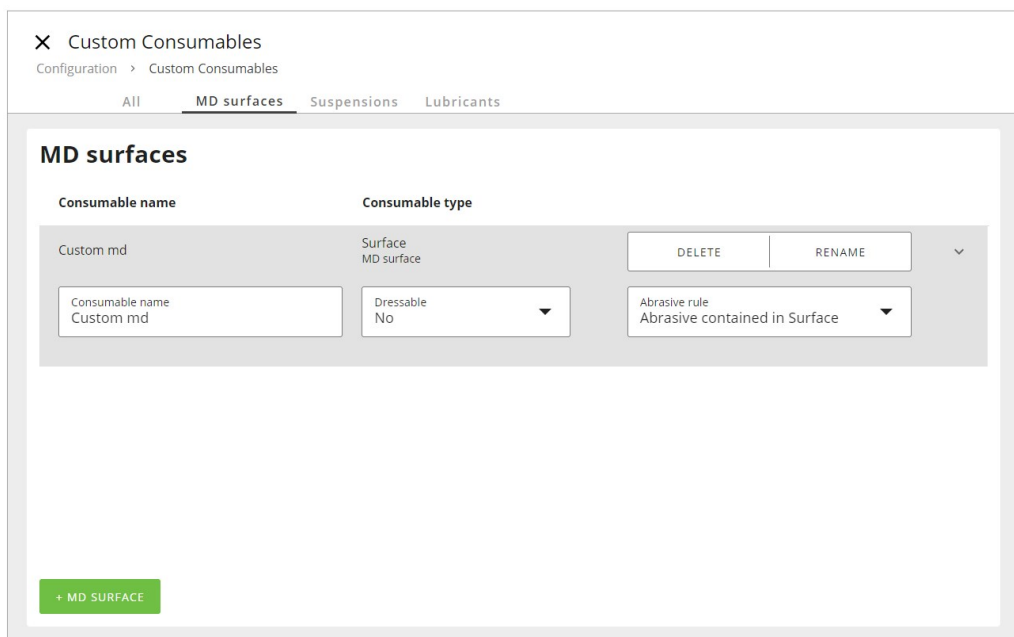 Custom Consumables
Configuration > Custom Consumables
All MD surfaces Suspensions Lubricants
MD surfaces
Consumable name Consumable type
Custom md Surface DELETE RENAME
MD surface
Consumable name Dressable Abrasive rule
Custom md No Abrasive contained in Surface
+ MD SURFACE